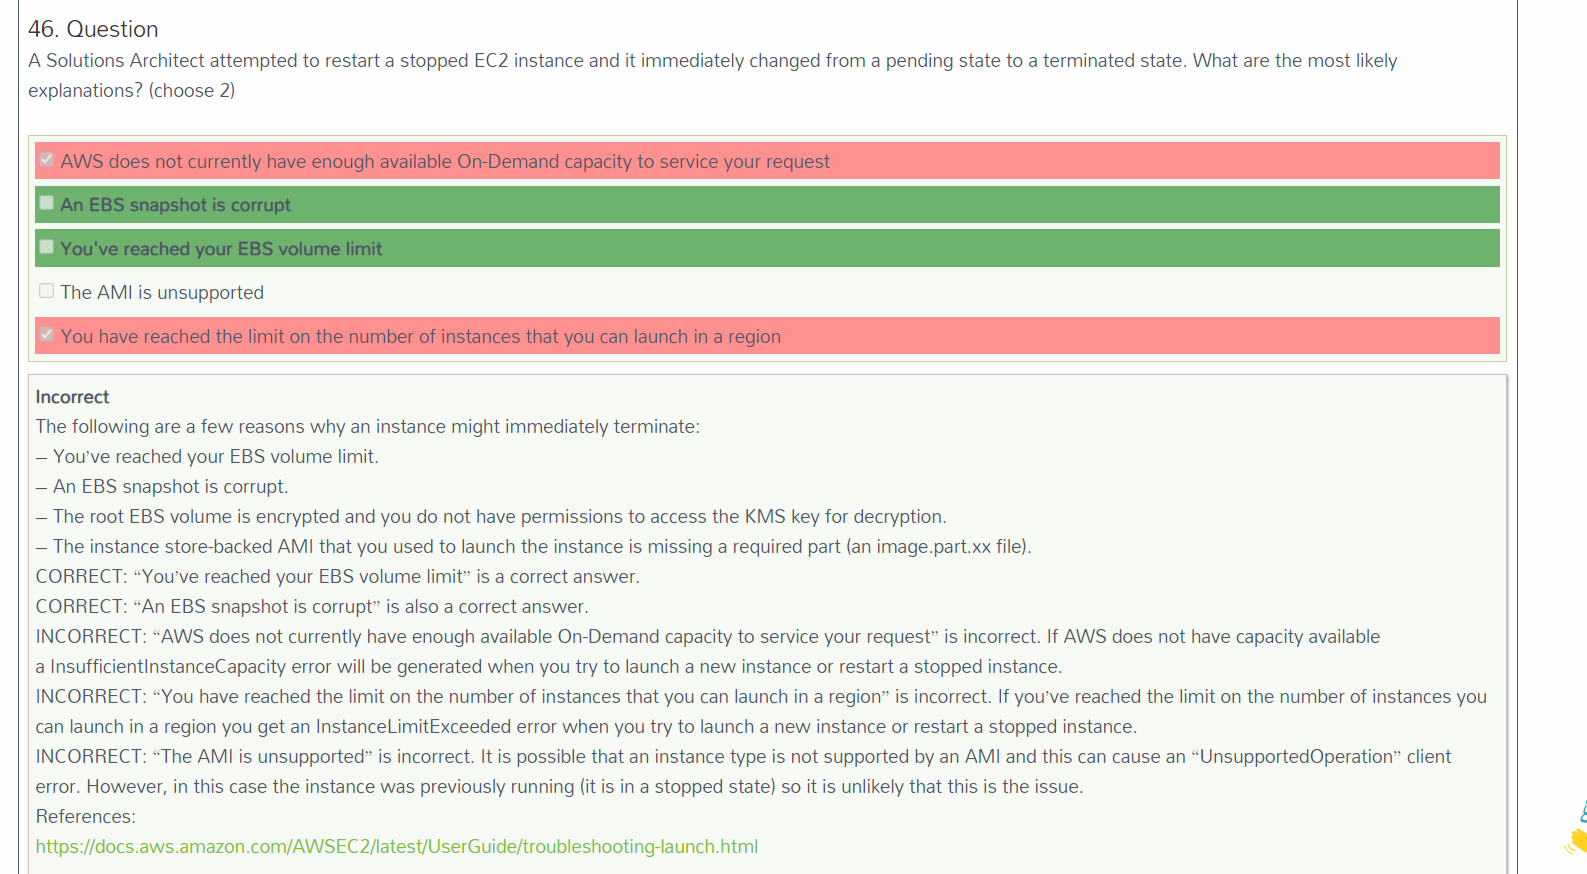 46. Question
A Solutions Architect attempted to restart a stopped EC2 instance and it immediately changed from a pending state to a terminated state. What are the most likely
explanations? (choose 2)
AWS does not currently have enough available On-Demand capacity to service your request
An EBS snapshot is corrupt
You've reached your EBS volume limit
The AMI is unsupported
You have reached the limit on the number of instances that you can launch in a region
Incorrect
The following are a few reasons why an instance might immediately terminate:
– You’ve reached your EBS volume limit.
– An EBS snapshot is corrupt.
– The root EBS volume is encrypted and you do not have permissions to access the KMS key for decryption.
– The instance store-backed AMI that you used to launch the instance is missing a required part (an image.part.xx file).
CORRECT: “You’ve reached your EBS volume limit” is a correct answer.
CORRECT: “An EBS snapshot is corrupt” is also a correct answer.
INCORRECT: “AWS does not currently have enough available On-Demand capacity to service your request” is incorrect. If AWS does not have capacity available
a InsufficientInstanceCapacity error will be generated when you try to launch a new instance or restart a stopped instance.
INCORRECT: “You have reached the limit on the number of instances that you can launch in a region” is incorrect. If you’ve reached the limit on the number of instances you
can launch in a region you get an InstanceLimitExceeded error when you try to launch a new instance or restart a stopped instance.
INCORRECT: “The AMI is unsupported” is incorrect. It is possible that an instance type is not supported by an AMI and this can cause an “UnsupportedOperation” client
error. However, in this case the instance was previously running (it is in a stopped state) so it is unlikely that this is the issue.
References:
https://docs.aws.amazon.com/AWSEC2/latest/UserGuide/troubleshooting-launch.html